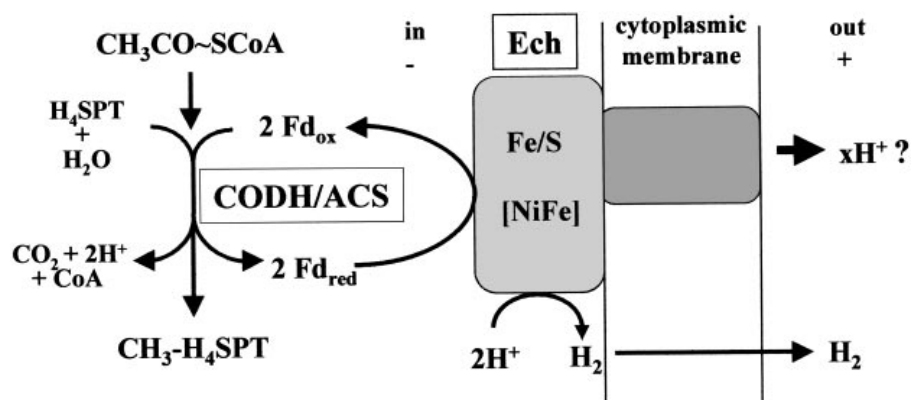 CH₃CO~SCoA
H₄SPT
+
H₂O
2 Fdox
CODH/ACS
CO₂ + 2H⁺
+ CoA
2 Fdred
CH₃-H₄SPT
in
-
Ech
Fe/S
[NiFe]
2H⁺
H₂
cytoplasmic
membrane
out
+
xH⁺ ?
H₂